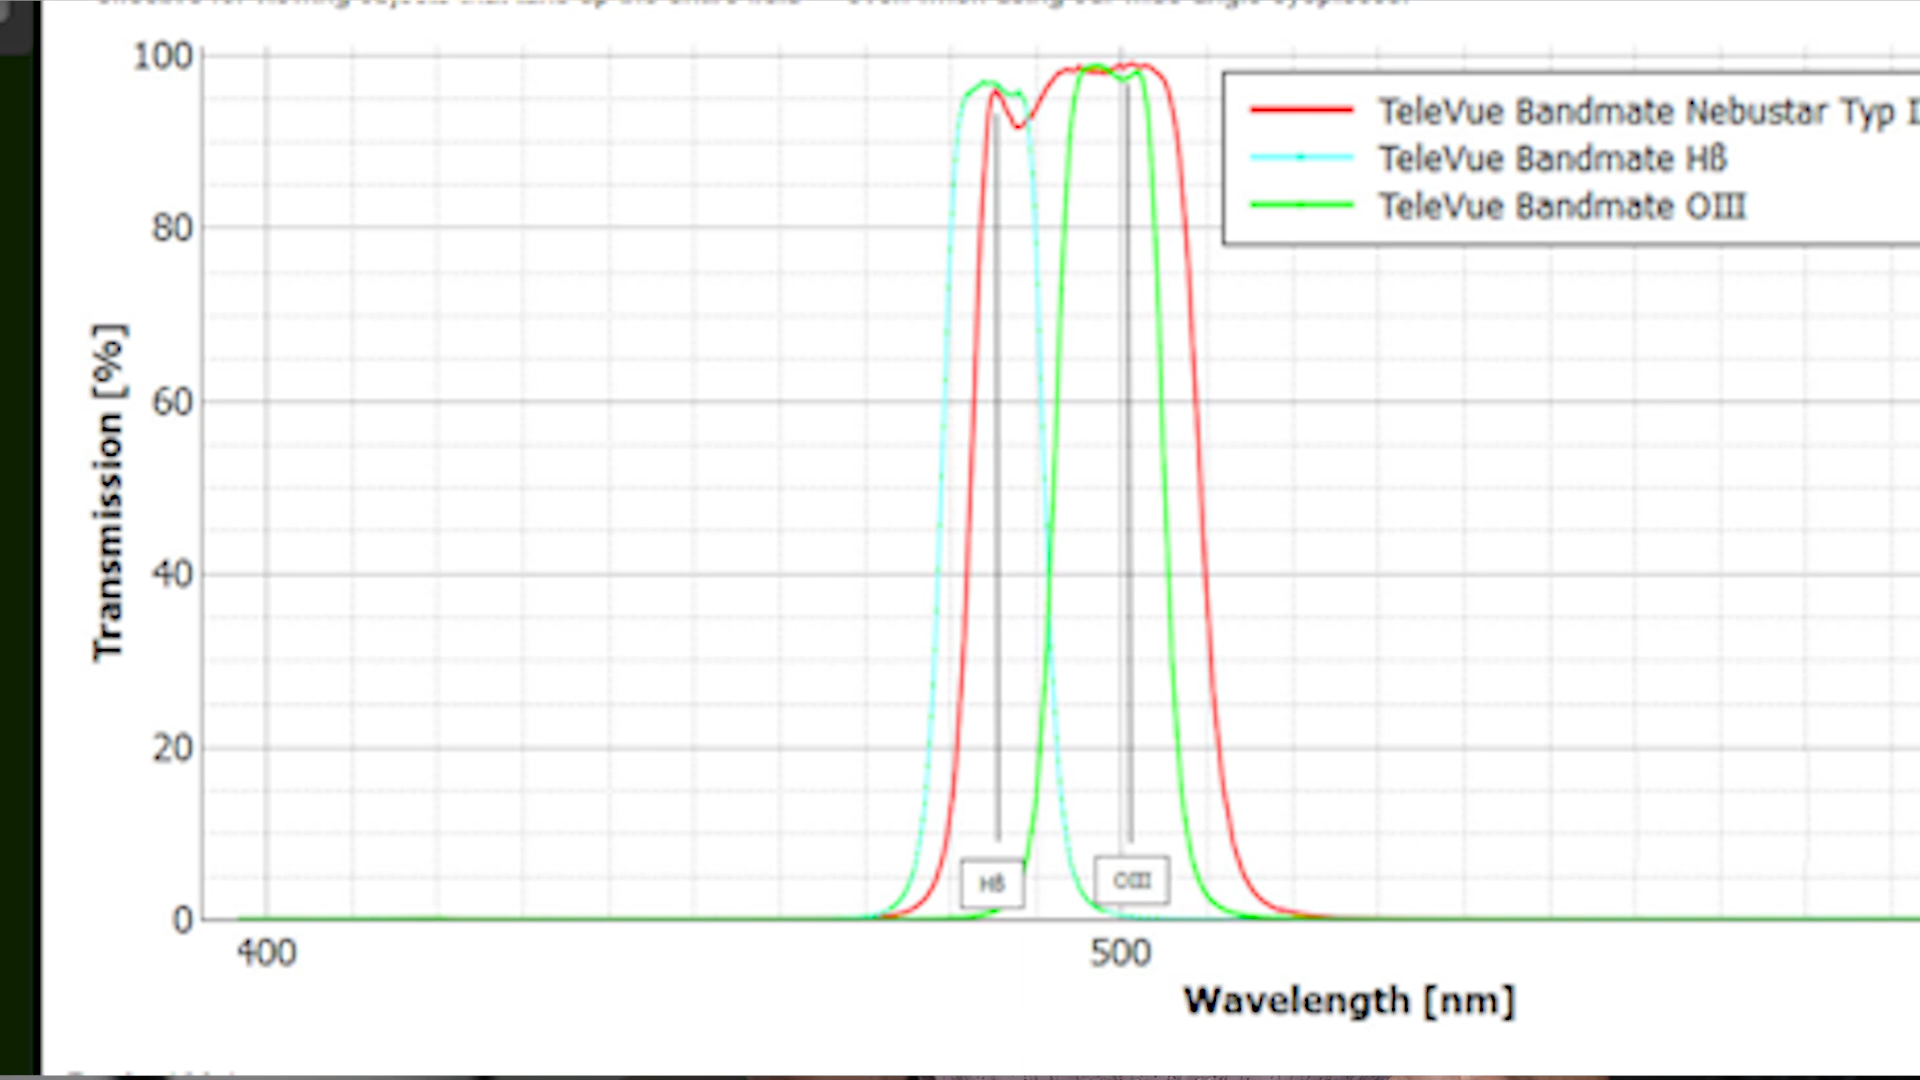 100
80
60
40
20
0
Transmission [%]
TeleVue Bandmate Nebustar Typ I
TeleVue Bandmate Hß
TeleVue Bandmate OIII
Hß
OIII
400
500
Wavelength [nm]